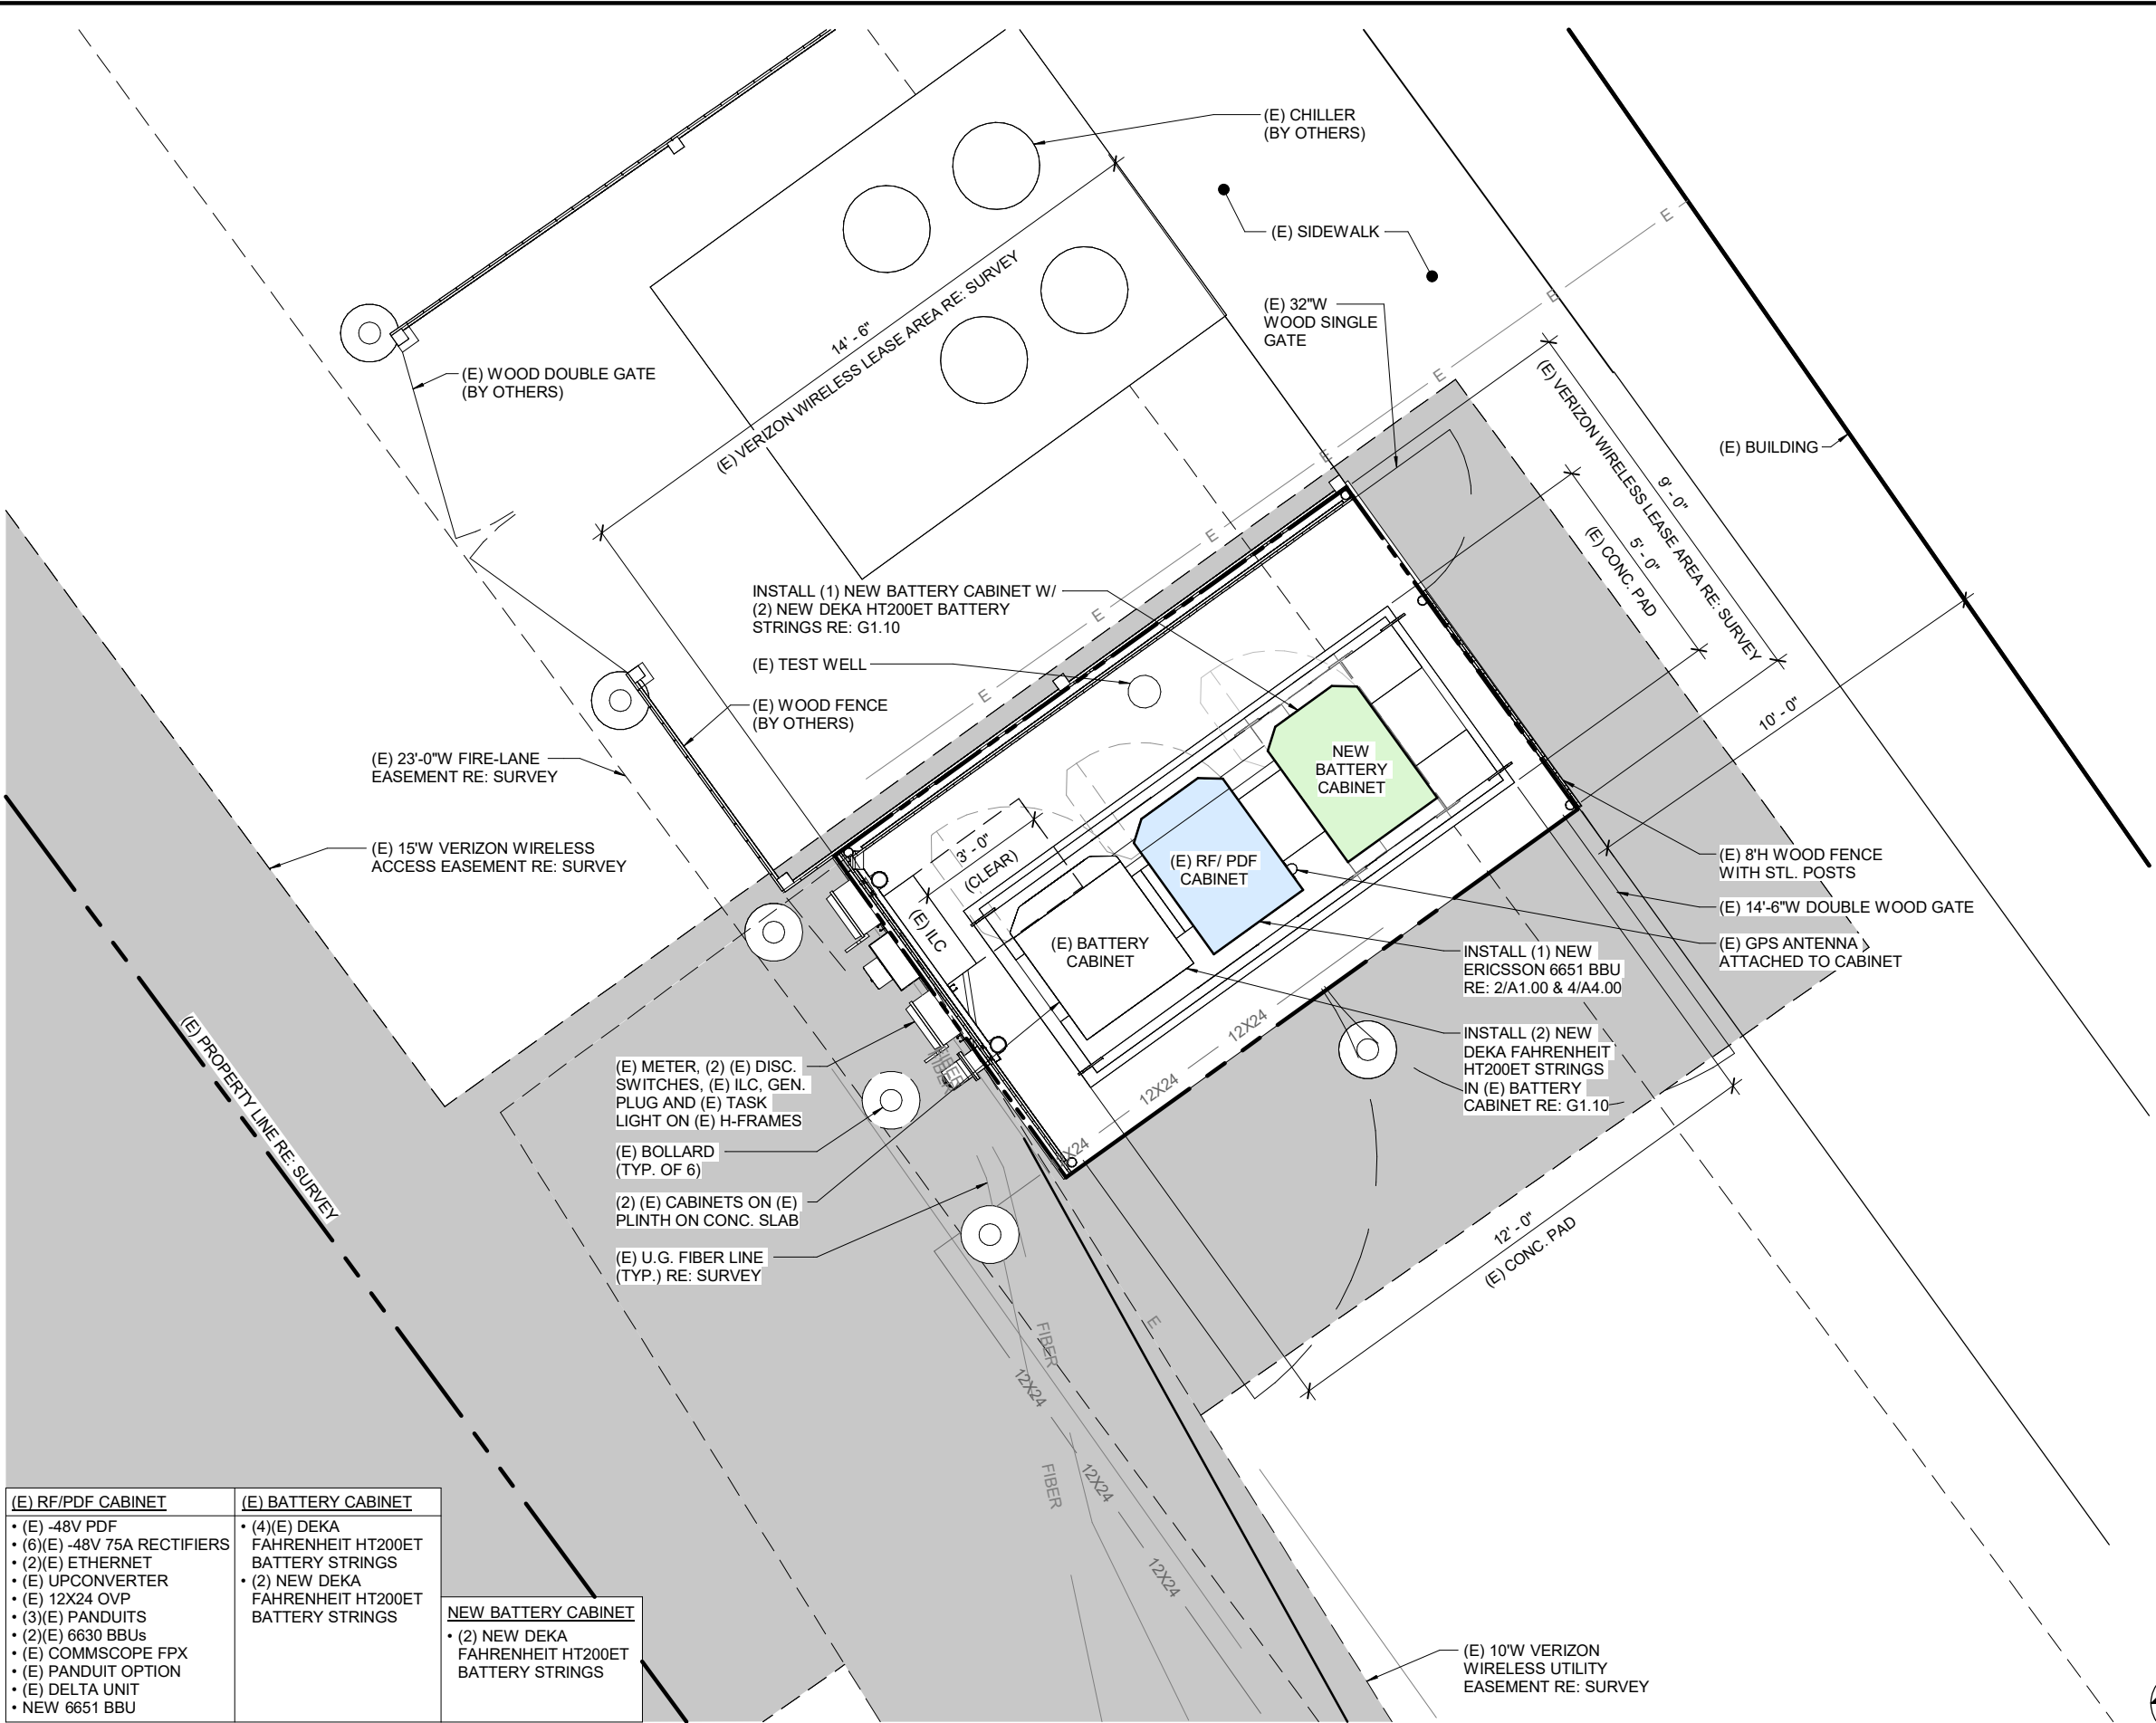 (E) CHILLER
(BY OTHERS)
(E) SIDEWALK
E
E
E
E
E
E
E
E
(E) 32"W
WOOD SINGLE
GATE
14' - 6"
(E) VERIZON WIRELESS LEASE AREA RE: SURVEY
(E) WOOD DOUBLE GATE
(BY OTHERS)
9' - 0"
(E) VERIZON WIRELESS LEASE AREA RE: SURVEY
5' - 0"
(E) CONC. PAD
(E) BUILDING
10' - 0"
INSTALL (1) NEW BATTERY CABINET W/
(2) NEW DEKA HT200ET BATTERY
STRINGS RE: G1.10
(E) TEST WELL
(E) WOOD FENCE
(BY OTHERS)
(E) 23'-0"W FIRE-LANE
EASEMENT RE: SURVEY
(E) 15'W VERIZON WIRELESS
ACCESS EASEMENT RE: SURVEY
NEW
BATTERY
CABINET
(E) RF/ PDF
CABINET
(E) BATTERY
CABINET
3' - 0"
(CLEAR)
(E) ILC
(E) 8'H WOOD FENCE
WITH STL. POSTS
(E) 14'-6"W DOUBLE WOOD GATE
(E) GPS ANTENNA
ATTACHED TO CABINET
INSTALL (1) NEW
ERICSSON 6651 BBU
RE: 2/A1.00 & 4/A4.00
INSTALL (2) NEW
DEKA FAHRENHEIT
HT200ET STRINGS
IN (E) BATTERY
CABINET RE: G1.10
12X24
12X24
X24
(E) PROPERTY LINE RE: SURVEY
(E) METER, (2) (E) DISC.
SWITCHES, (E) ILC, GEN.
PLUG AND (E) TASK
LIGHT ON (E) H-FRAMES
(E) BOLLARD
(TYP. OF 6)
(2) (E) CABINETS ON (E)
PLINTH ON CONC. SLAB
(E) U.G. FIBER LINE
(TYP.) RE: SURVEY
12' - 0"
(E) CONC. PAD
E
FIBER
12X24
FIBER
12X24
12X24
(E) 10'W VERIZON
WIRELESS UTILITY
EASEMENT RE: SURVEY
(E) RF/PDF CABINET
• (E) -48V PDF
• (6)(E) -48V 75A RECTIFIERS
• (2)(E) ETHERNET
• (E) UPCONVERTER
• (E) 12X24 OVP
• (3)(E) PANDUITS
• (2)(E) 6630 BBUs
• (E) COMMSCOPE FPX
• (E) PANDUIT OPTION
• (E) DELTA UNIT
• NEW 6651 BBU
(E) BATTERY CABINET
• (4)(E) DEKA
FAHRENHEIT HT200ET
BATTERY STRINGS
• (2) NEW DEKA
FAHRENHEIT HT200ET
BATTERY STRINGS
NEW BATTERY CABINET
• (2) NEW DEKA
FAHRENHEIT HT200ET
BATTERY STRINGS